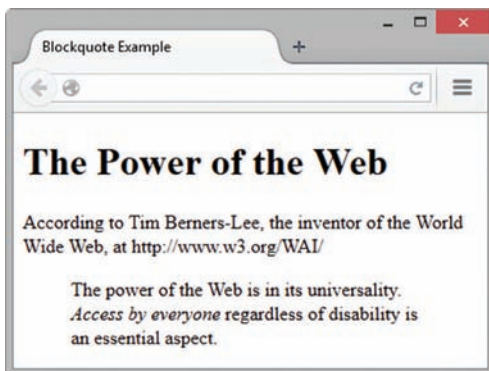 Blockquote Example
The Power of the Web
According to Tim Berners-Lee, the inventor of the World
Wide Web, at http://www.w3.org/WAI/
The power of the Web is in its universality.
Access by everyone regardless of disability is
an essential aspect.